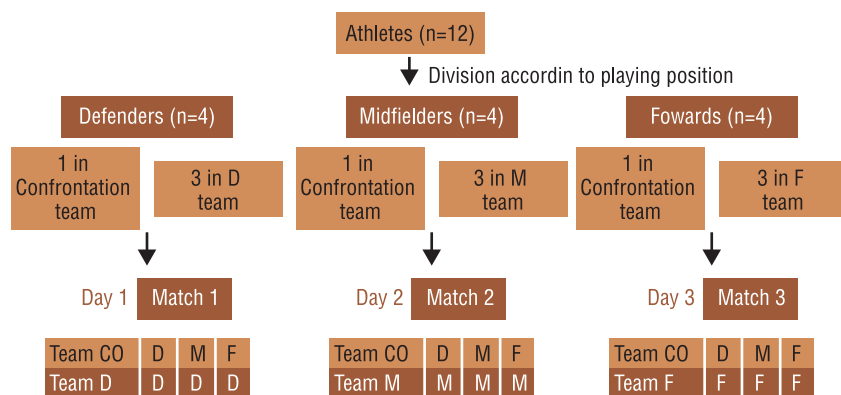 Athletes (n=12)
Division accordin to playing position
Defenders (n=4)
Midfielders (n=4)
Fowards (n=4)
1 in
Confrontation
team
3 in D
team
1 in
Confrontation
team
3 in M
team
1 in
Confrontation
team
3 in F
team
Day 1 Match 1
Day 2 Match 2
Day 3 Match 3
Team CO D M F
Team D D D D
Team CO D M F
Team M M M M
Team CO D M F
Team F F F F